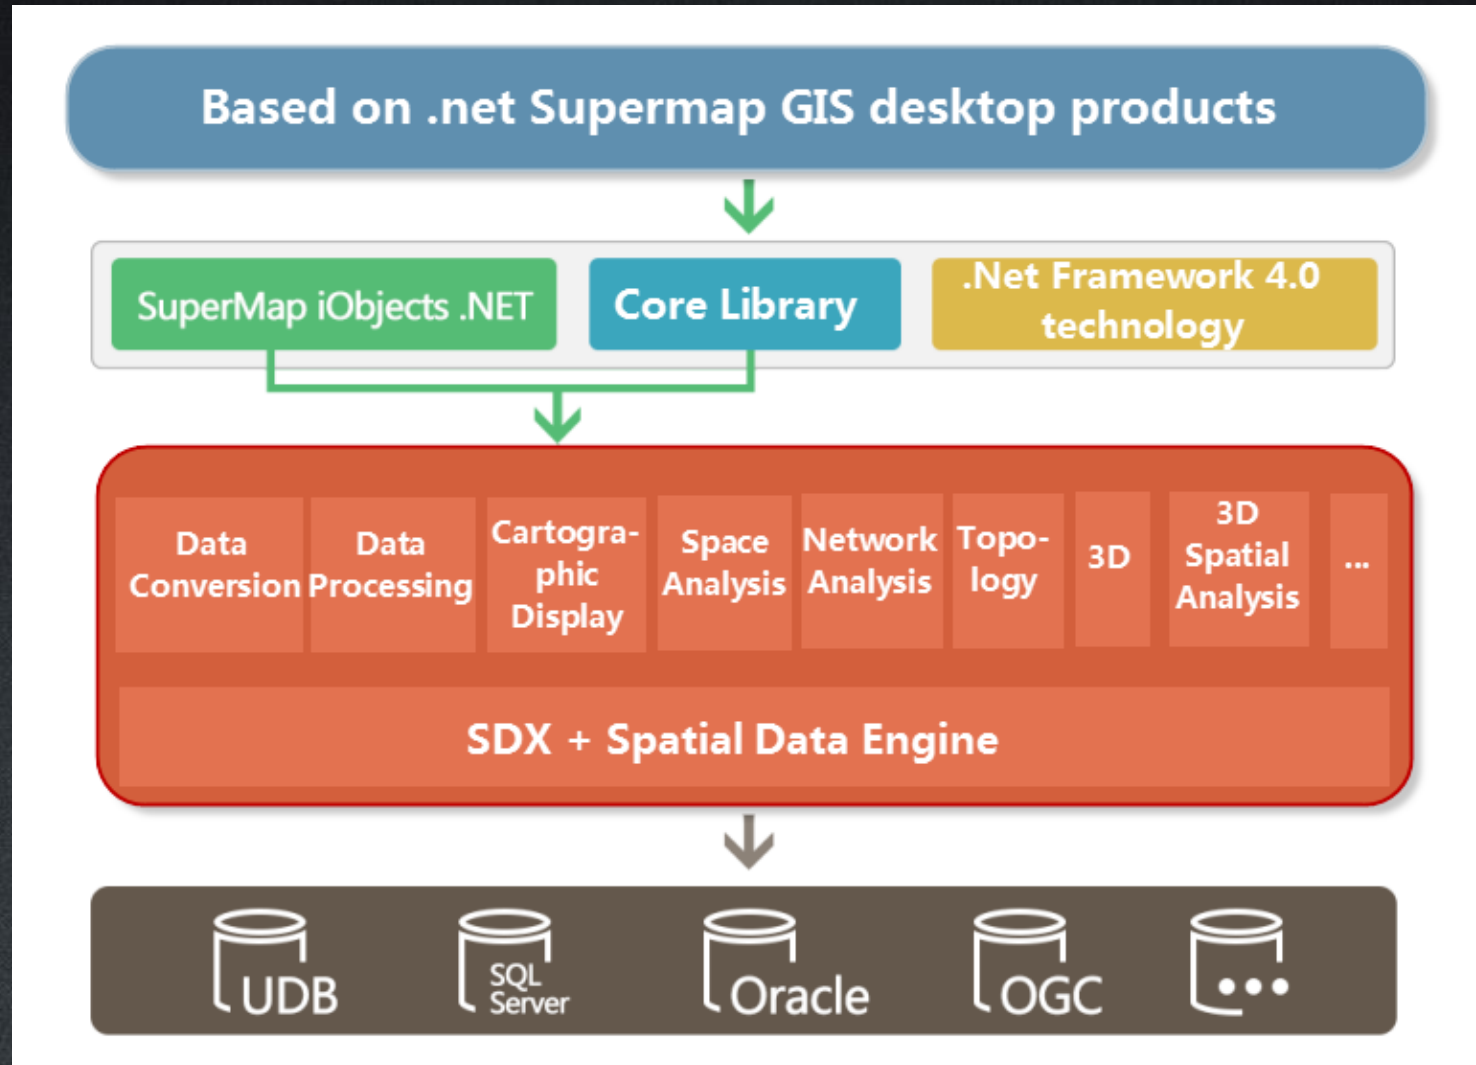 Based on .net Supermap GIS desktop products
SuperMap iObjects .NET
Core Library
.Net Framework 4.0
technology
Data
Conversion
Data
Processing
Cartogra-
phic
Display
Space
Analysis
Network
Analysis
Topo-
logy
3D
3D
Spatial
Analysis
...
SDX + Spatial Data Engine
UDB
SQL
Server
Oracle
OGC
...